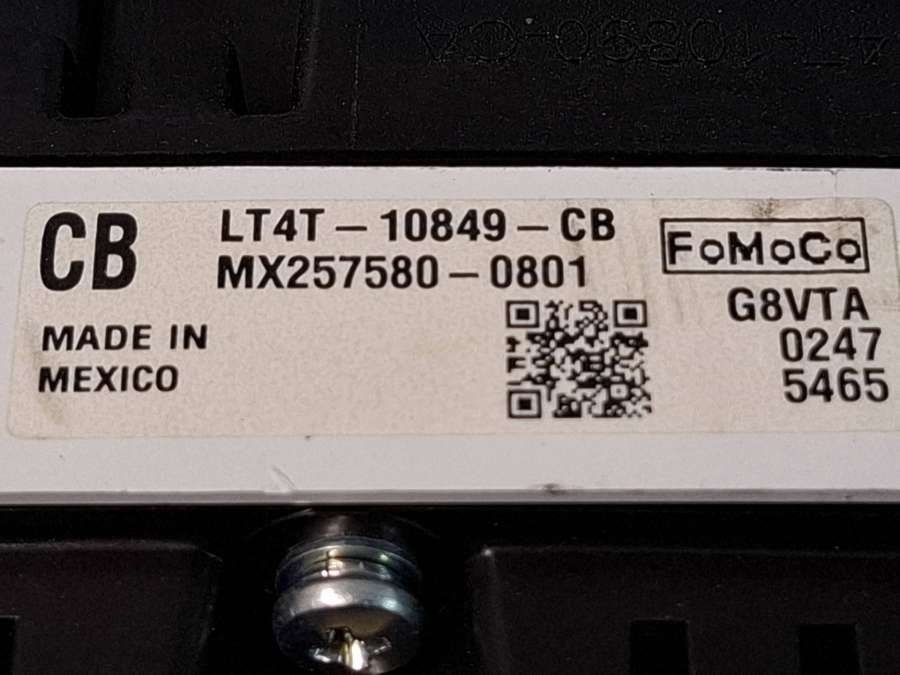 CB
LT4T-10849-CB
MX257580-0801
FoMoCo
G8VTA
0247
5465
MADE IN
MEXICO